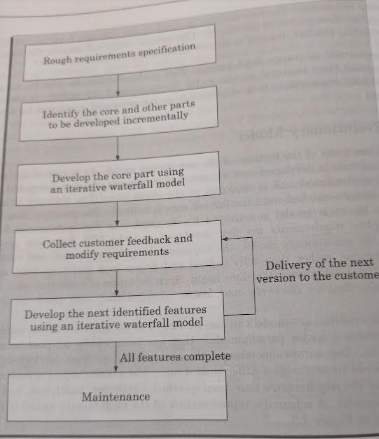 Rough requirements specification
Identify the core and other parts
to be developed incrementally
Develop the core part using
an iterative waterfall model
Collect customer feedback and
modify requirements
Delivery of the next
version to the custome
Develop the next identified features
using an iterative waterfall model
All features complete
Maintenance